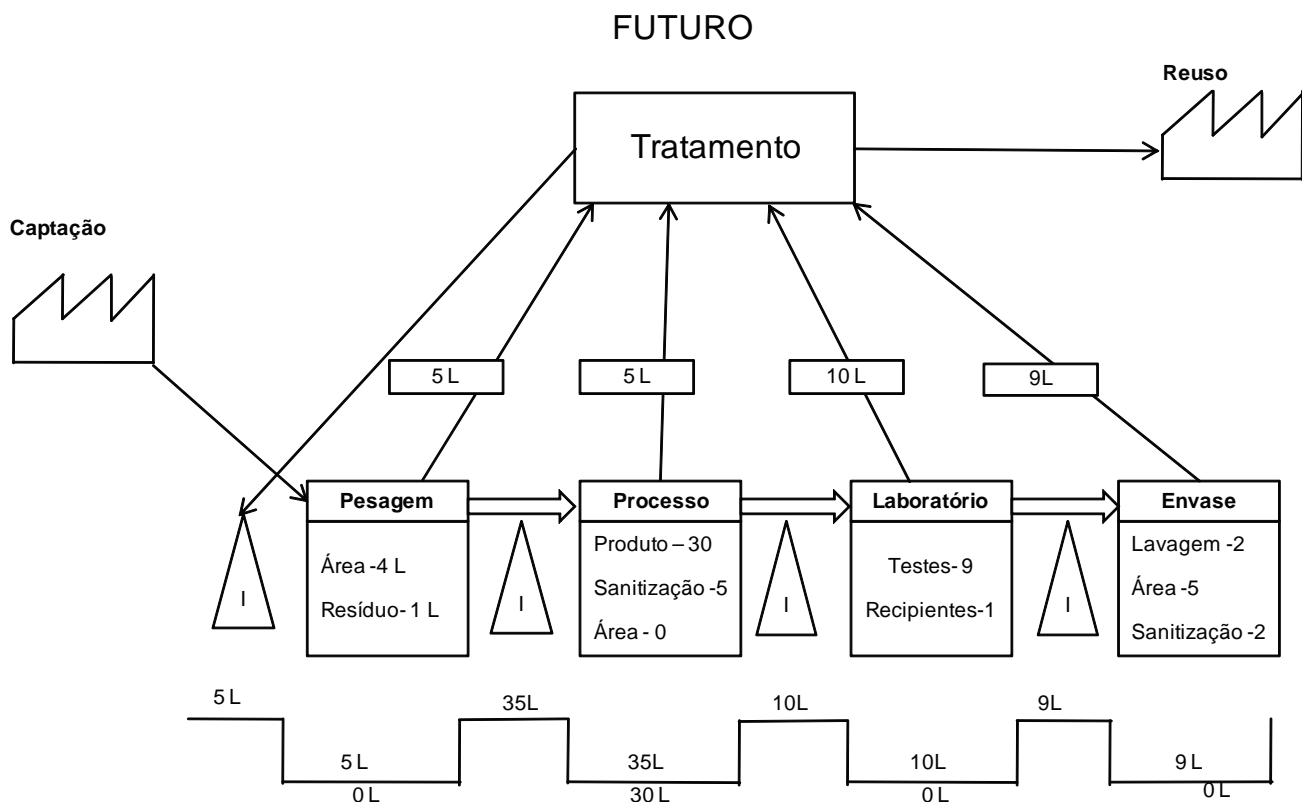 FUTURO
Reuso
Tratamento
Captação
5 L
5 L
10 L
9L
Pesagem
Área -4 L
Resíduo- 1 L
Processo
Produto – 30
Sanitização -5
Área - 0
Laboratório
Testes- 9
Recipientes-1
Envase
Lavagem -2
Área -5
Sanitização -2
I
I
I
I
5 L
35L
10L
9L
5 L
35L
10L
9 L
0 L
30 L
0 L
0 L